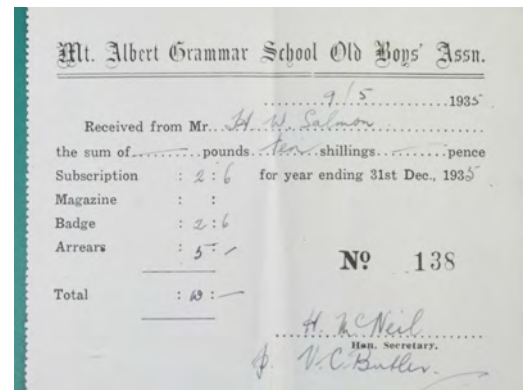 Mt. Albert Grammar School Old Boys' Assn.
9/5 1935
Received from Mr. H. W. Salmon
the sum of — pounds ten shillings — pence
Subscription : 2 : 6 for year ending 31st Dec., 1935
Magazine : :
Badge : 2 : 6
Arrears : 5 : -
Nº 138
Total : 10 : —
H. McNeil
Hon. Secretary.
p. V. C. Butler.